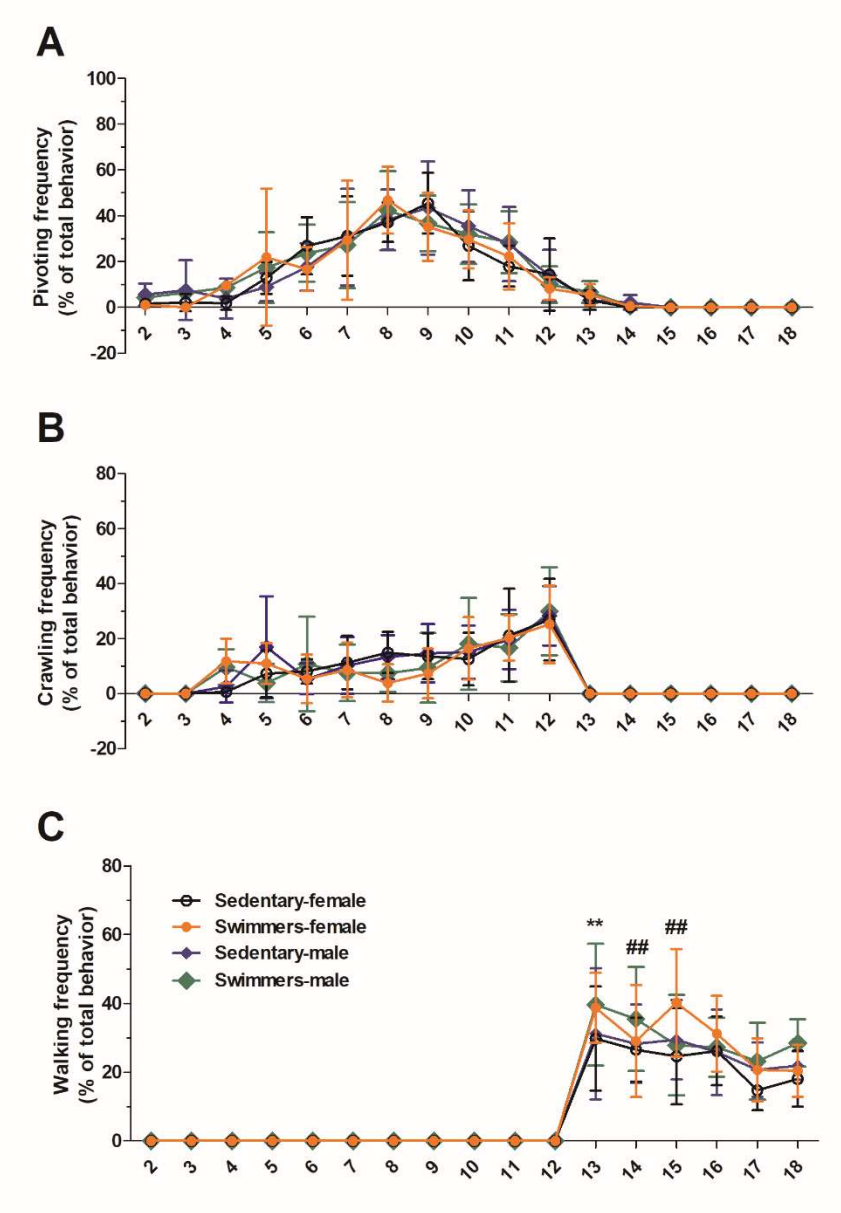 A
Pivoting frequency
(% of total behavior)
100
80
60
40
20
0
-20
2 3 4 5 6 7 8 9 10 11 12 13 14 15 16 17 18
B
Crawling frequency
(% of total behavior)
80
60
40
20
0
-20
2 3 4 5 6 7 8 9 10 11 12 13 14 15 16 17 18
C
Walking frequency
(% of total behavior)
80
60
40
20
0
Sedentary-female
Swimmers-female
Sedentary-male
Swimmers-male
** ## ##
2 3 4 5 6 7 8 9 10 11 12 13 14 15 16 17 18